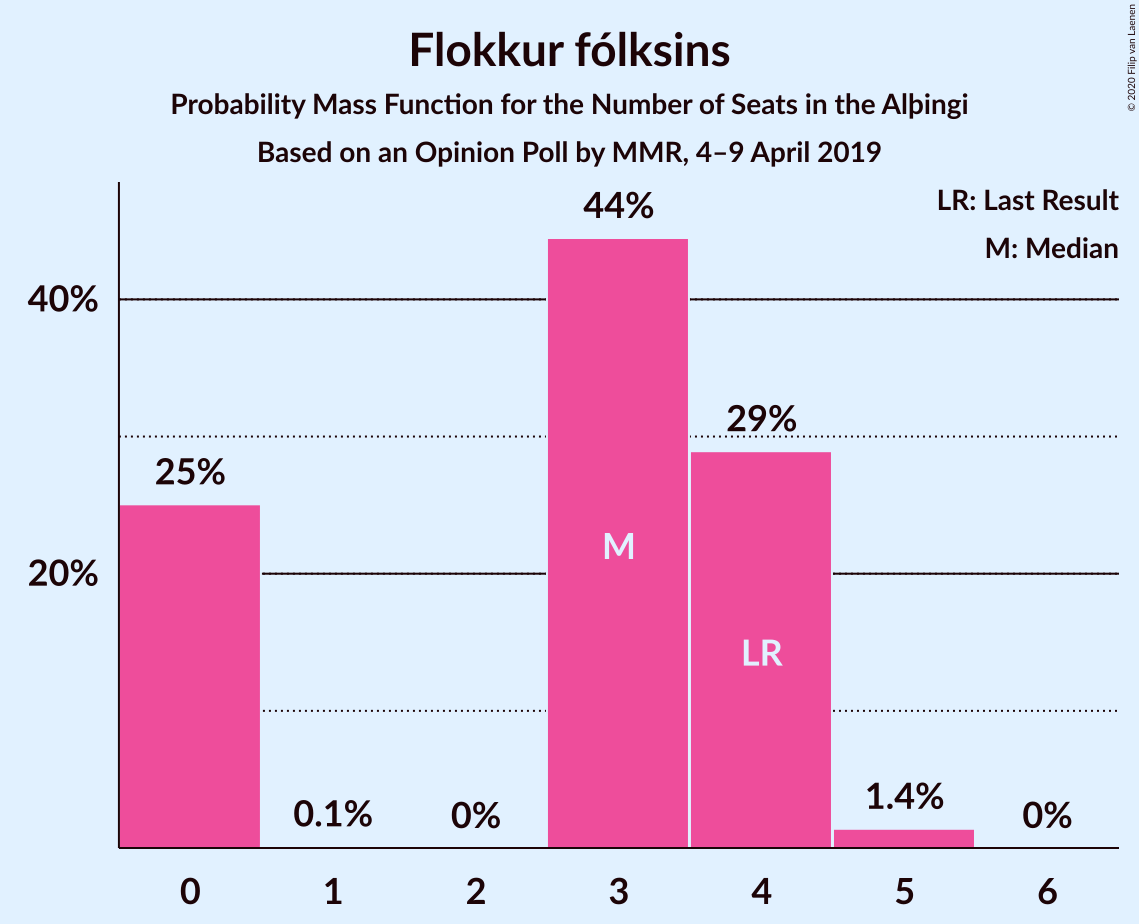 Flokkur fólksins
Probability Mass Function for the Number of Seats in the Alþingi
Based on an Opinion Poll by MMR, 4–9 April 2019
© 2020 Filip van Laenen
LR: Last Result
M: Median
44%
40%
29%
25%
M
20%
LR
1.4%
0.1%
0%
0%
0 1 2 3 4 5 6